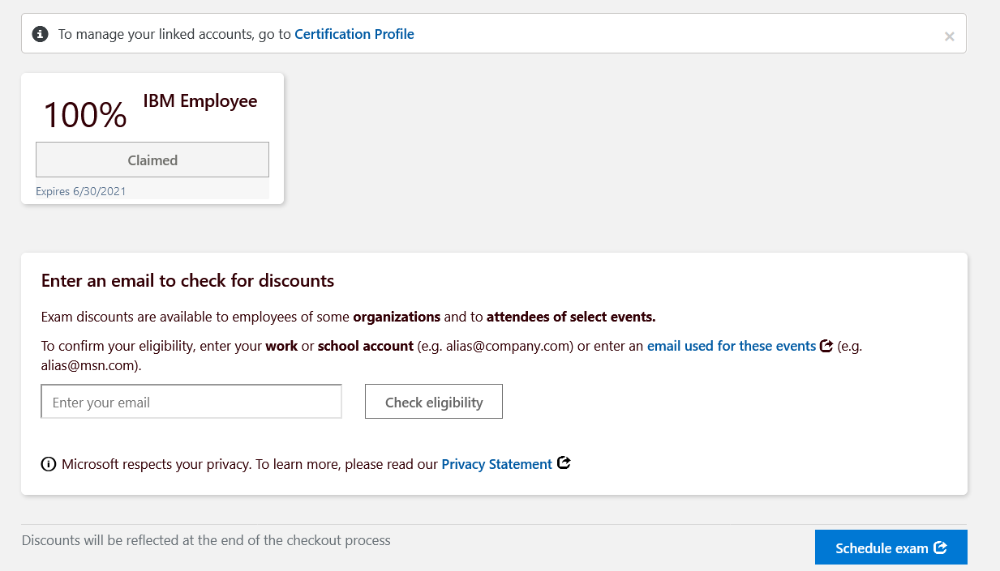 To manage your linked accounts, go to Certification Profile
100%
IBM Employee
Claimed
Expires 6/30/2021
Enter an email to check for discounts
Exam discounts are available to employees of some organizations and to attendees of select events.
To confirm your eligibility, enter your work or school account (e.g. alias@company.com) or enter an email used for these events (e.g.
alias@msn.com).
Enter your email
Check eligibility
Microsoft respects your privacy. To learn more, please read our Privacy Statement
Discounts will be reflected at the end of the checkout process
Schedule exam